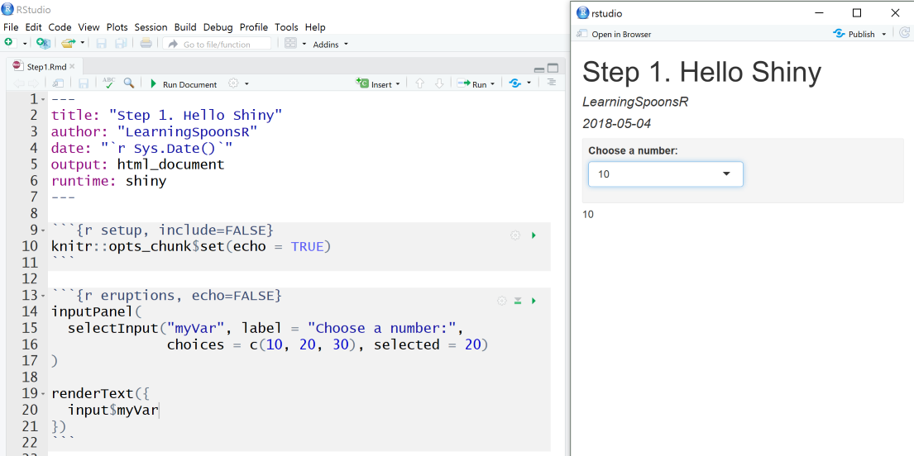 RStudio
File Edit Code View Plots Session Build Debug Profile Tools Help
Go to file/function
Addins
Step1.Rmd
ABC
Run Document
Insert
Run
1 ---
2 title: "Step 1. Hello Shiny"
3 author: "LearningSpoonsR"
4 date: "`r Sys.Date()`"
5 output: html_document
6 runtime: shiny
7 ---
8
9 ```{r setup, include=FALSE}
10 knitr::opts_chunk$set(echo = TRUE)
11 ```
12
13 ```{r eruptions, echo=FALSE}
14 inputPanel(
15   selectInput("myVar", label = "Choose a number:",
16               choices = c(10, 20, 30), selected = 20)
17 )
18
19 renderText({
20   input$myVar
21 })
22 ```
rstudio
Open in Browser
Publish
Step 1. Hello Shiny
LearningSpoonsR
2018-05-04
Choose a number:
10
10